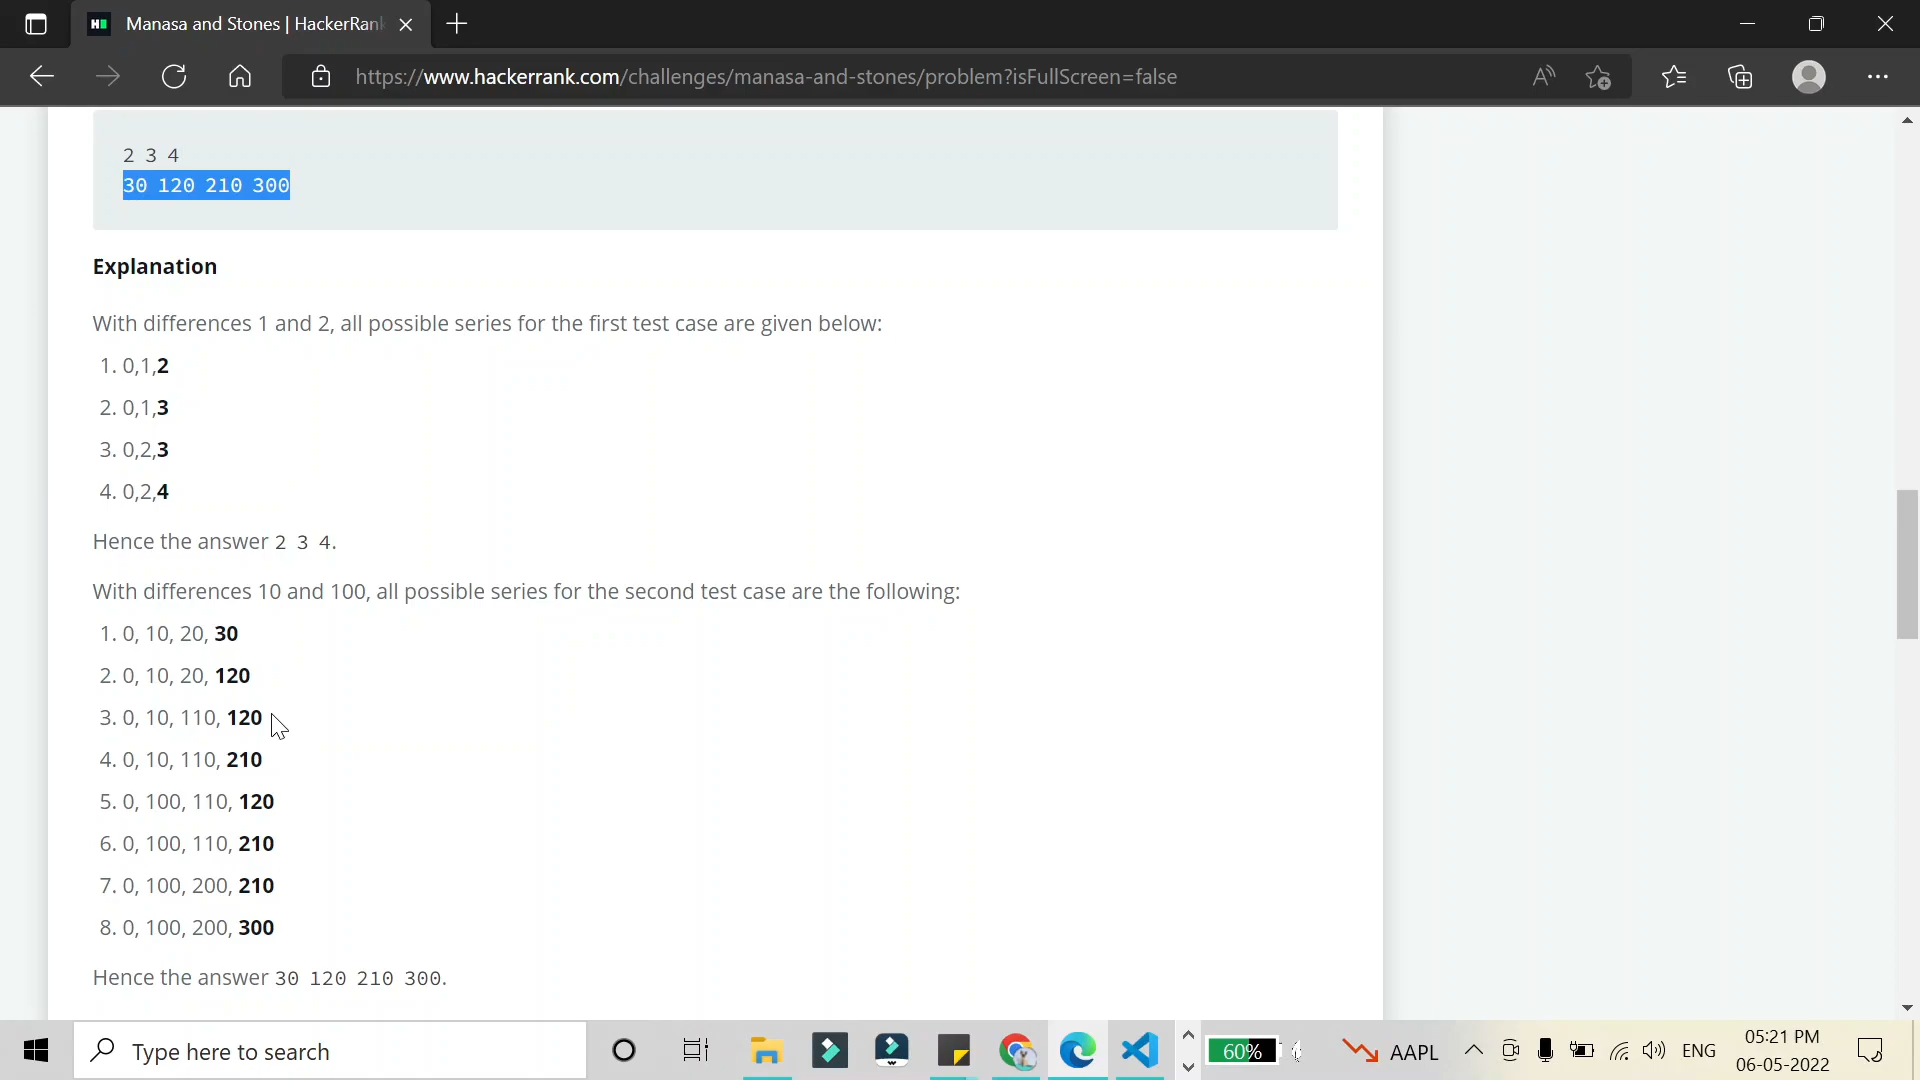 Manasa and Stones | HackerRank
https://www.hackerrank.com/challenges/manasa-and-stones/problem?isFullScreen=false
2 3 4
30 120 210 300
Explanation
With differences 1 and 2, all possible series for the first test case are given below:
1. 0,1,2
2. 0,1,3
3. 0,2,3
4. 0,2,4
Hence the answer 2 3 4.
With differences 10 and 100, all possible series for the second test case are the following:
1. 0, 10, 20, 30
2. 0, 10, 20, 120
3. 0, 10, 110, 120
4. 0, 10, 110, 210
5. 0, 100, 110, 120
6. 0, 100, 110, 210
7. 0, 100, 200, 210
8. 0, 100, 200, 300
Hence the answer 30 120 210 300.
Type here to search
60%
AAPL
ENG
05:21 PM
06-05-2022